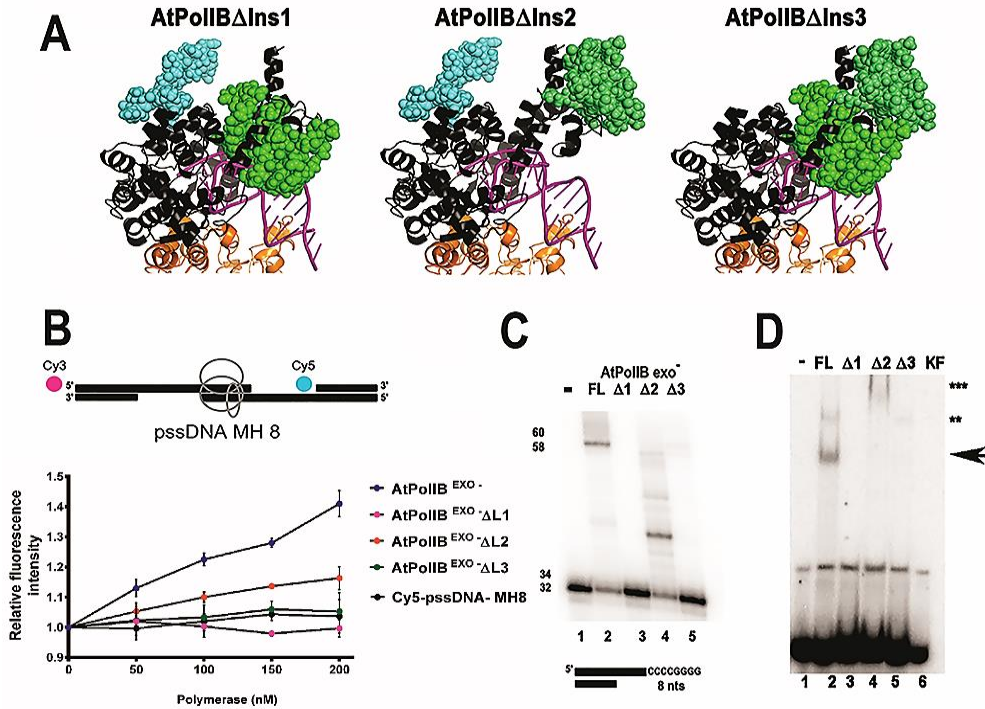 A
AtPolIBΔIns1 AtPolIBΔIns2 AtPolIBΔIns3
B
Cy3 Cy5
5' 3'
3' 5'
pssDNA MH 8
Relative fluorescence
intensity
1.5
1.4
1.3
1.2
1.1
1.0
0.9
0 50 100 150 200
Polymerase (nM)
AtPolIB EXO -
AtPolIB EXO - ΔL1
AtPolIB EXO - ΔL2
AtPolIB EXO - ΔL3
Cy5-pssDNA- MH8
C
AtPolIB exo-
- FL Δ1 Δ2 Δ3
60
58
34
32
1 2 3 4 5
5' CCCCGGGG
8 nts
D
- FL Δ1 Δ2 Δ3 KF
***
**
1 2 3 4 5 6